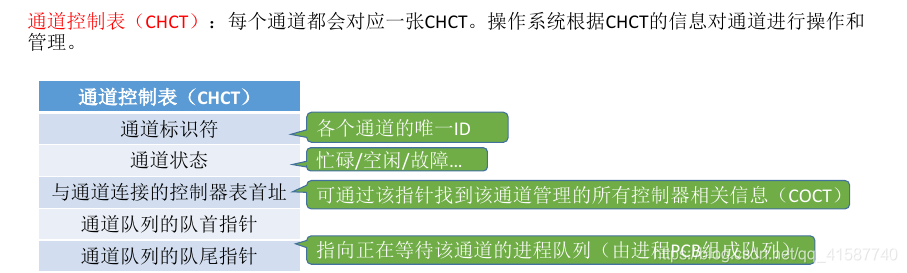 通道控制表（CHCT）：每个通道都会对应一张CHCT。操作系统根据CHCT的信息对通道进行操作和
管理。
通道控制表（CHCT）
通道标识符
各个通道的唯一ID
通道状态
忙碌/空闲/故障...
与通道连接的控制器表首址
可通过该指针找到该通道管理的所有控制器相关信息（COCT）
通道队列的队首指针
通道队列的队尾指针
指向正在等待该通道的进程队列（由进程PCB组成队列）
https://blog.csdn.net/qq_41587740